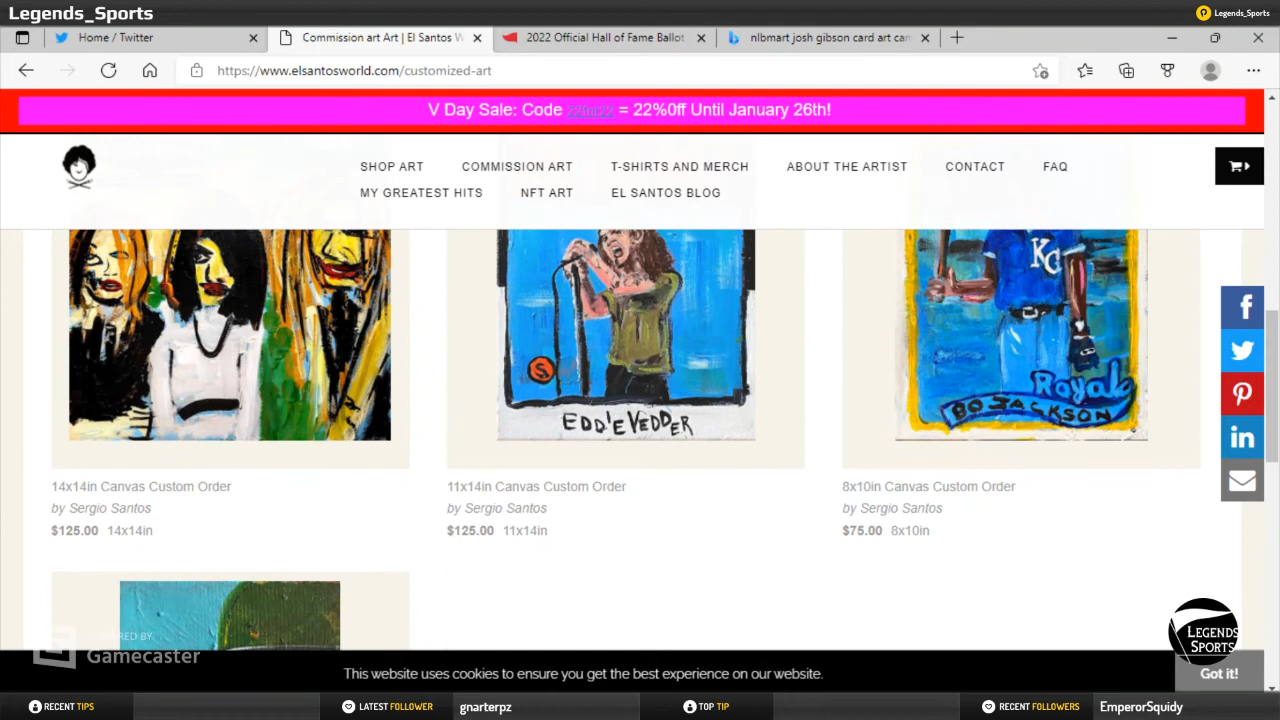 Legends_Sports
Legends_Sports
Home / Twitter
Commission art Art | El Santos W
2022 Official Hall of Fame Ballot
nlbmart josh gibson card art can
https://www.elsantosworld.com/customized-art
V Day Sale: Code 22for22 = 22%0ff Until January 26th!
SHOP ART COMMISSION ART T-SHIRTS AND MERCH ABOUT THE ARTIST CONTACT FAQ
MY GREATEST HITS NFT ART EL SANTOS BLOG
KC
S
EDDIE VEDDER
Royals
BO JACKSON
14x14in Canvas Custom Order
by Sergio Santos
$125.00 14x14in
11x14in Canvas Custom Order
by Sergio Santos
$125.00 11x14in
8x10in Canvas Custom Order
by Sergio Santos
$75.00 8x10in
Gamecaster
LEGENDS
SPORTS
This website uses cookies to ensure you get the best experience on our website.
Got it!
RECENT TIPS
LATEST FOLLOWER gnarterpz
TOP TIP
RECENT FOLLOWERS EmperorSquidy